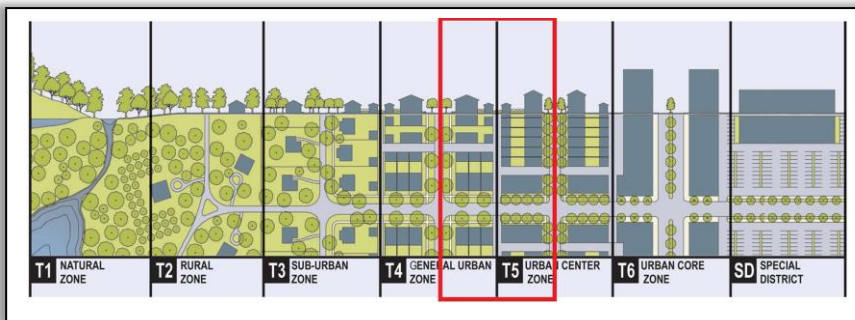 T1 NATURAL
ZONE
T2 RURAL
ZONE
T3 SUB-URBAN
ZONE
T4 GENERAL URBAN
ZONE
T5 URBAN CENTER
ZONE
T6 URBAN CORE
ZONE
SD SPECIAL
DISTRICT